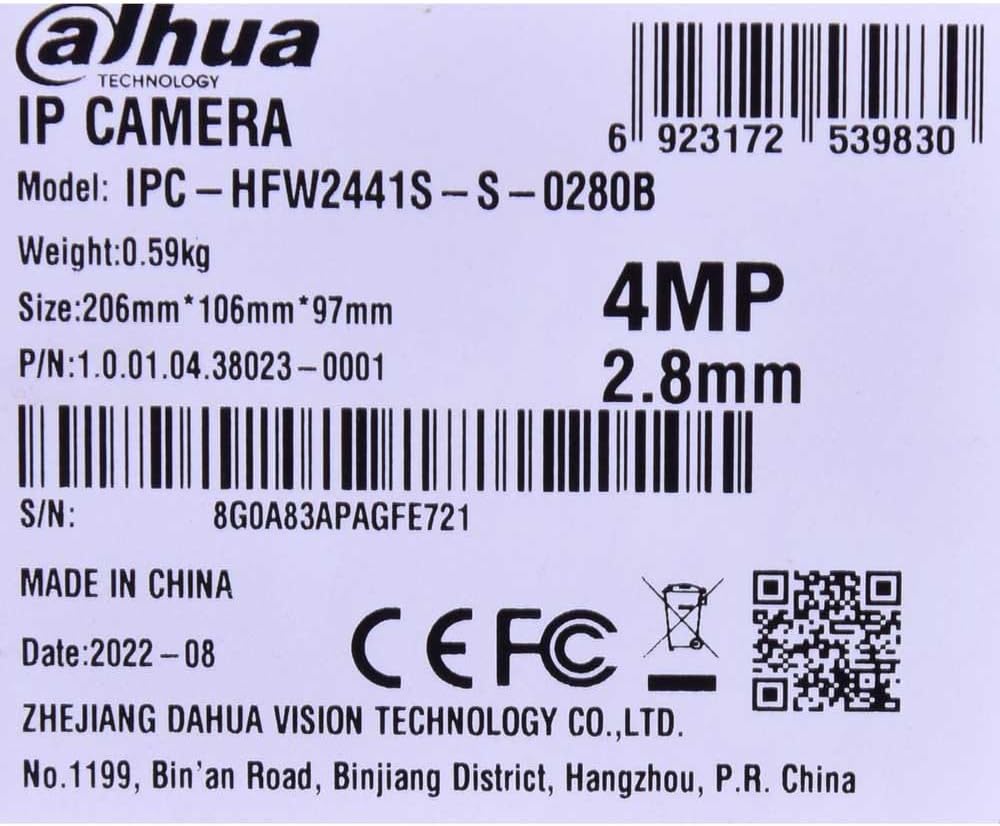 alhua
TECHNOLOGY
IP CAMERA
6 923172 539830
Model: IPC-HFW2441S-S-0280B
Weight:0.59kg
Size:206mm*106mm*97mm
P/N:1.0.01.04.38023-0001
4MP
2.8mm
S/N: 8G0A83APAGFE721
MADE IN CHINA
Date:2022-08
CE FC
ZHEJIANG DAHUA VISION TECHNOLOGY CO.,LTD.
No.1199, Bin'an Road, Binjiang District, Hangzhou, P.R. China